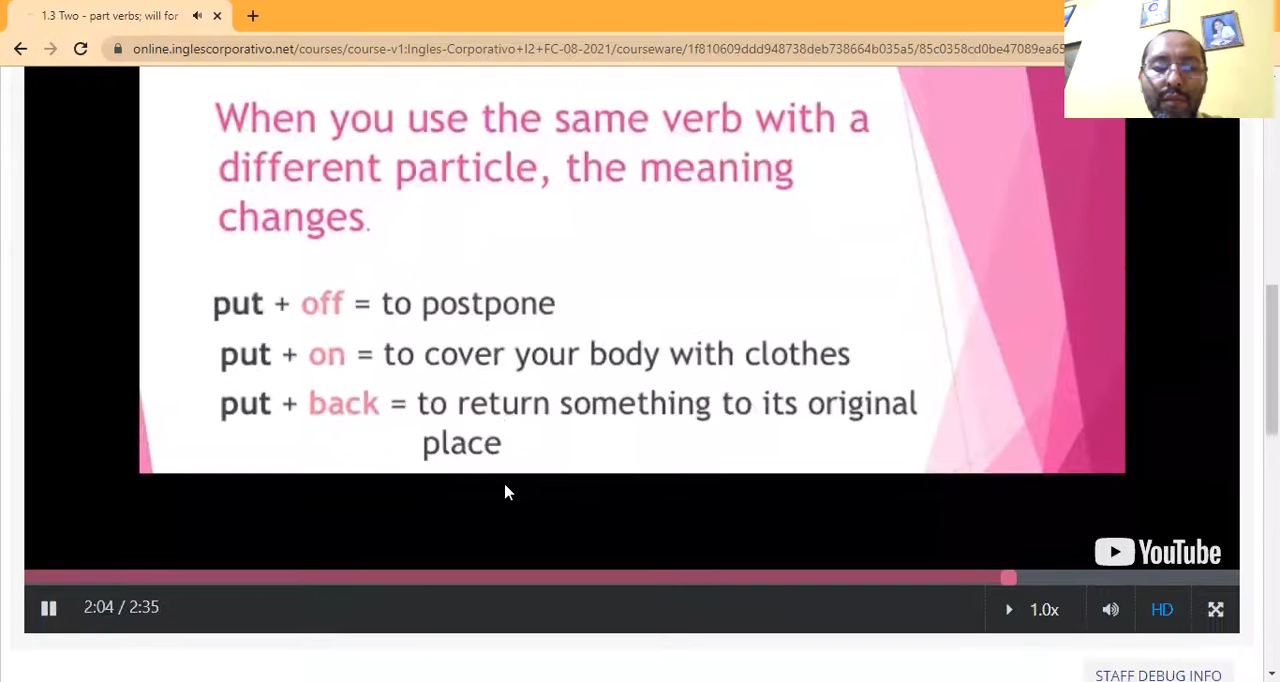 1.3 Two - part verbs; will for
online.inglescorporativo.net/courses/course-v1:Ingles-Corporativo+I2+FC-08-2021/courseware/1f810609ddd948738deb738664b035a5/85c0358cd0be47089ea65
When you use the same verb with a
different particle, the meaning
changes.
put + off = to postpone
put + on = to cover your body with clothes
put + back = to return something to its original
place
YouTube
2:04 / 2:35
1.0x
HD
STAFF DEBUG INFO